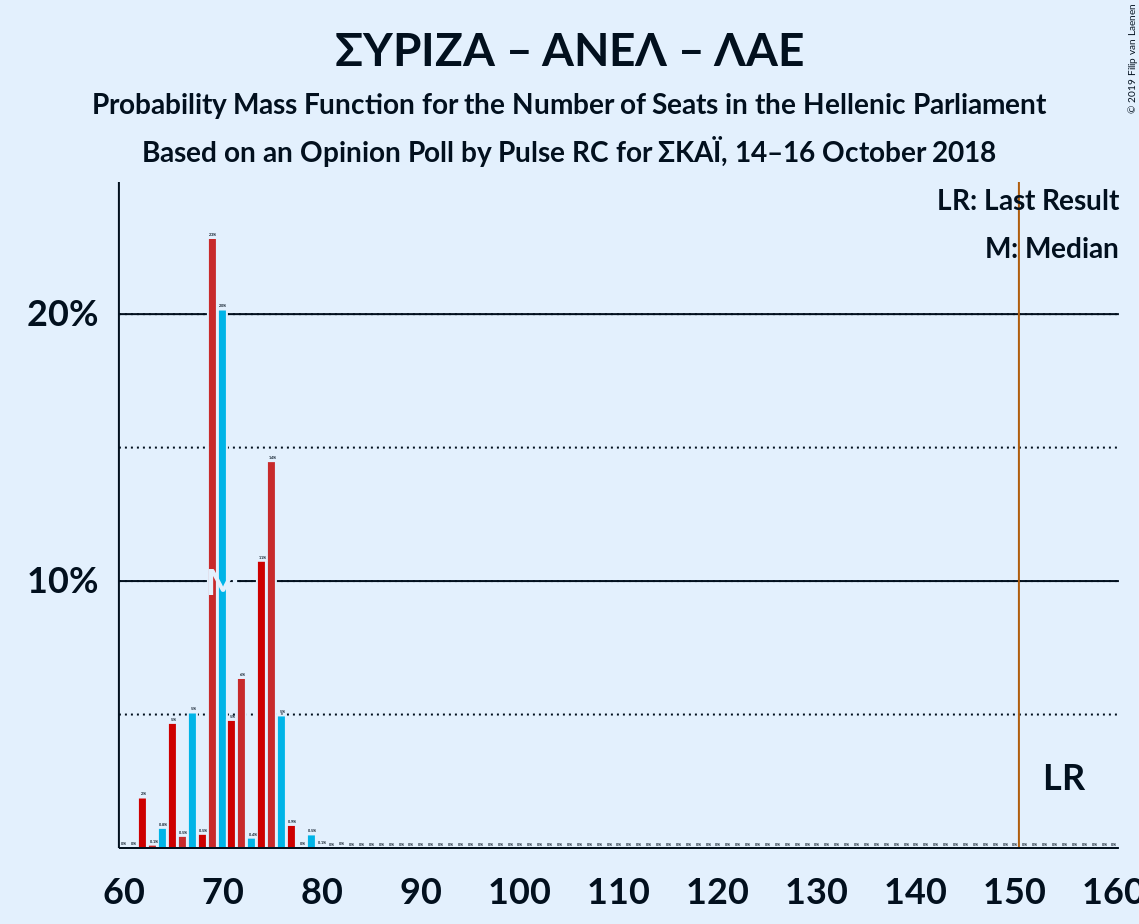 ΣΥΡΙΖΑ – ΑΝΕΛ – ΛΑΕ
Probability Mass Function for the Number of Seats in the Hellenic Parliament
Based on an Opinion Poll by Pulse RC for ΣΚΑΪ, 14–16 October 2018
© 2019 Filip van Laenen
LR: Last Result
M: Median
20%
10%
M
LR
60 70 80 90 100 110 120 130 140 150 160